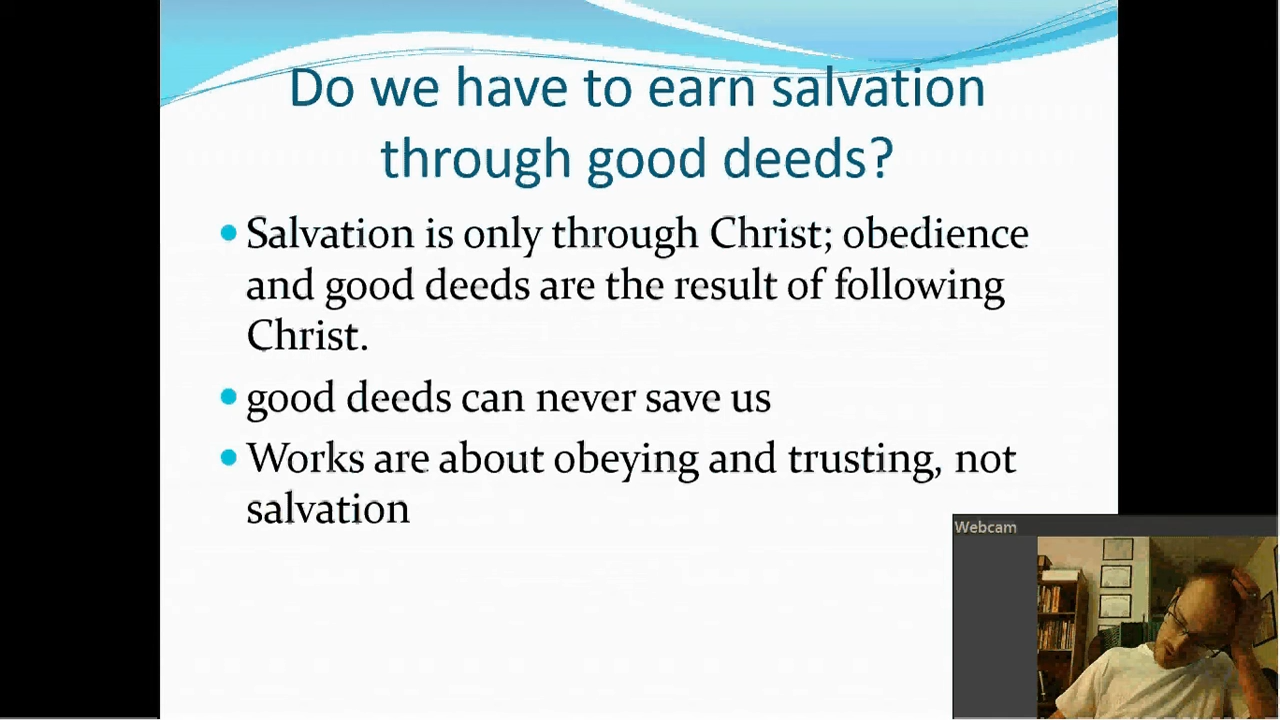 Do we have to earn salvation
through good deeds?
Salvation is only through Christ; obedience
and good deeds are the result of following
Christ.
good deeds can never save us
Works are about obeying and trusting, not
salvation
Webcam